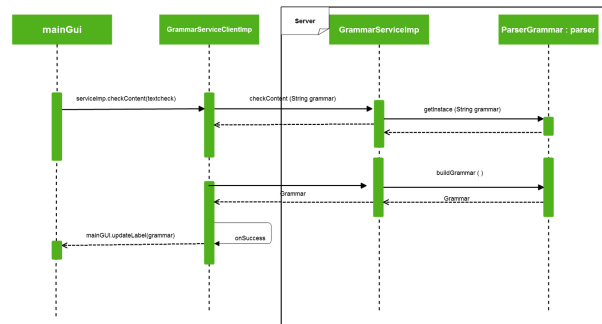 Server
mainGui
GrammarServiceClientImp
GrammarServiceImp
ParserGrammar : parser
serviceImp.checkContent(textcheck)
checkContent (String grammar)
getInstace (String grammar)
buildGrammar ( )
Grammar
Grammar
onSuccess
mainGUI.updateLabel(grammar)